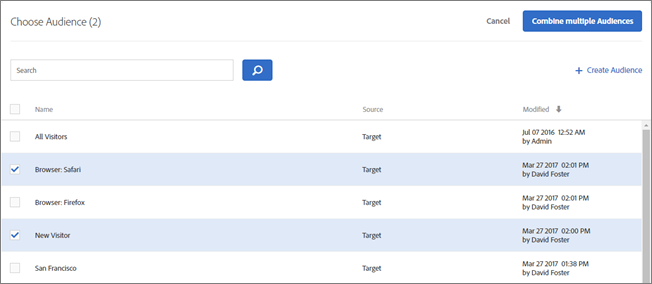 Choose Audience (2)
Cancel
Combine multiple Audiences
Search
+ Create Audience
Name
Source
Modified
All Visitors
Target
Jul 07 2016 12:52 AM
by Admin
Browser: Safari
Target
Mar 27 2017 02:01 PM
by David Foster
Browser: Firefox
Target
Mar 27 2017 02:01 PM
by David Foster
New Visitor
Target
Mar 27 2017 02:00 PM
by David Foster
San Francisco
Target
Mar 27 2017 01:38 PM
by David Foster